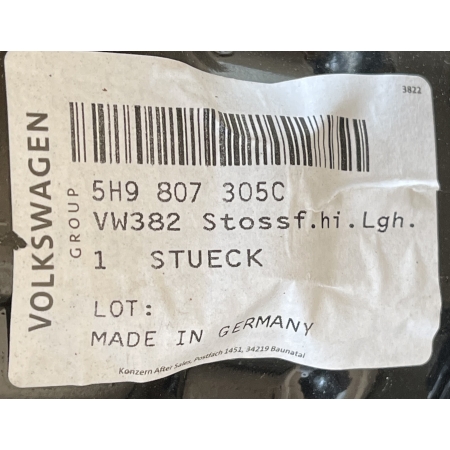 3822
VOLKSWAGEN
GROUP
5H9 807 305C
VW382 Stossf.hi.Lgh.
1 STUECK
LOT:
MADE IN GERMANY
Konzern After Sales, Postfach 1451, 34219 Baunatal